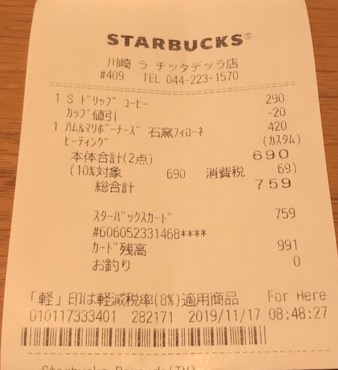 STARBUCKS®
川崎 ラ チッタデッラ店
#409 TEL 044-223-1570
1 S ドリップ コーヒー 290
カップ値引 -20
1 ハム&マリボーチーズ 石窯フィローネ 420
ヒーティング (カスタム)
本体合計(2点) 690
(10%対象 690 消費税 69)
総合計 759
スターバックスカード 759
#606052331468****
カード残高 991
お釣り 0
「軽」印は軽減税率(8%)適用商品 For Here
010117333401 282171 2019/11/17 08:48:27